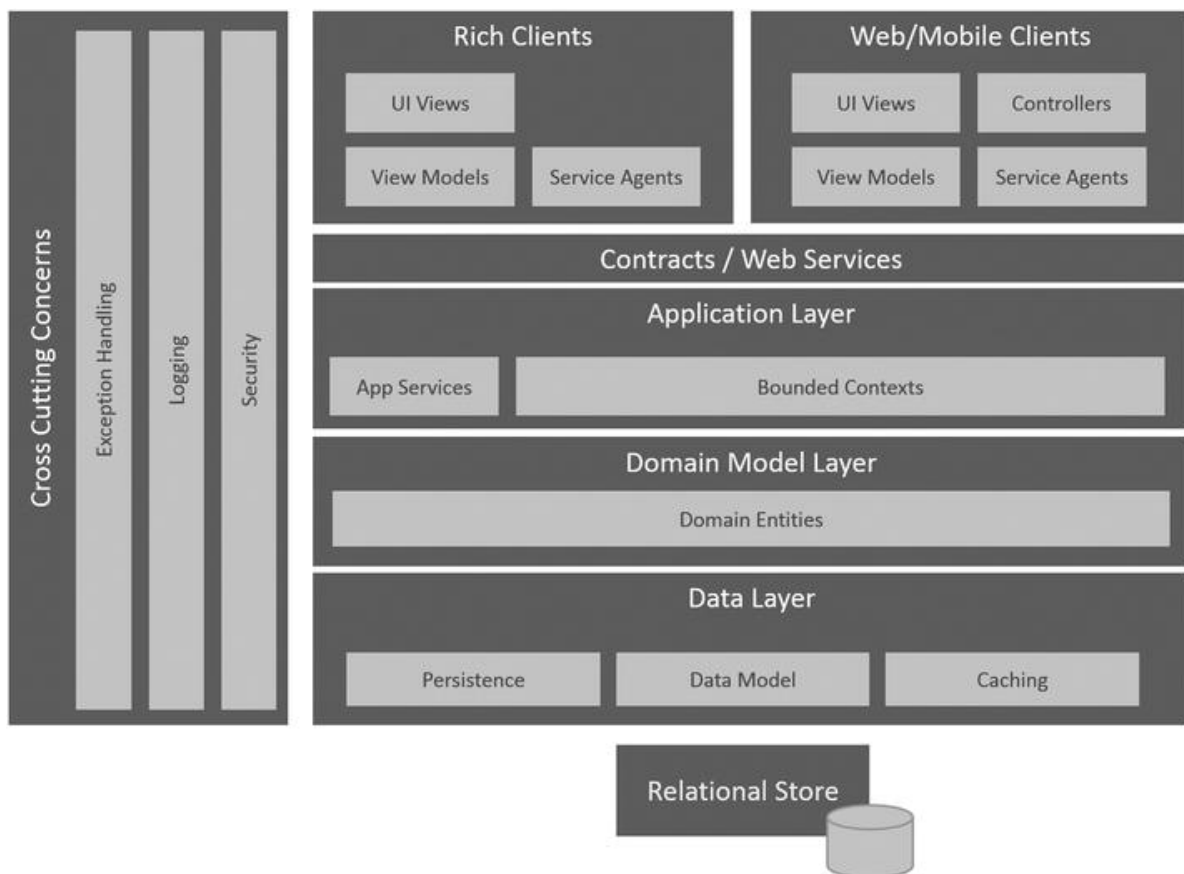 Cross Cutting Concerns
Exception Handling
Logging
Security
Rich Clients
UI Views
View Models
Service Agents
Web/Mobile Clients
UI Views
Controllers
View Models
Service Agents
Contracts / Web Services
Application Layer
App Services
Bounded Contexts
Domain Model Layer
Domain Entities
Data Layer
Persistence
Data Model
Caching
Relational Store